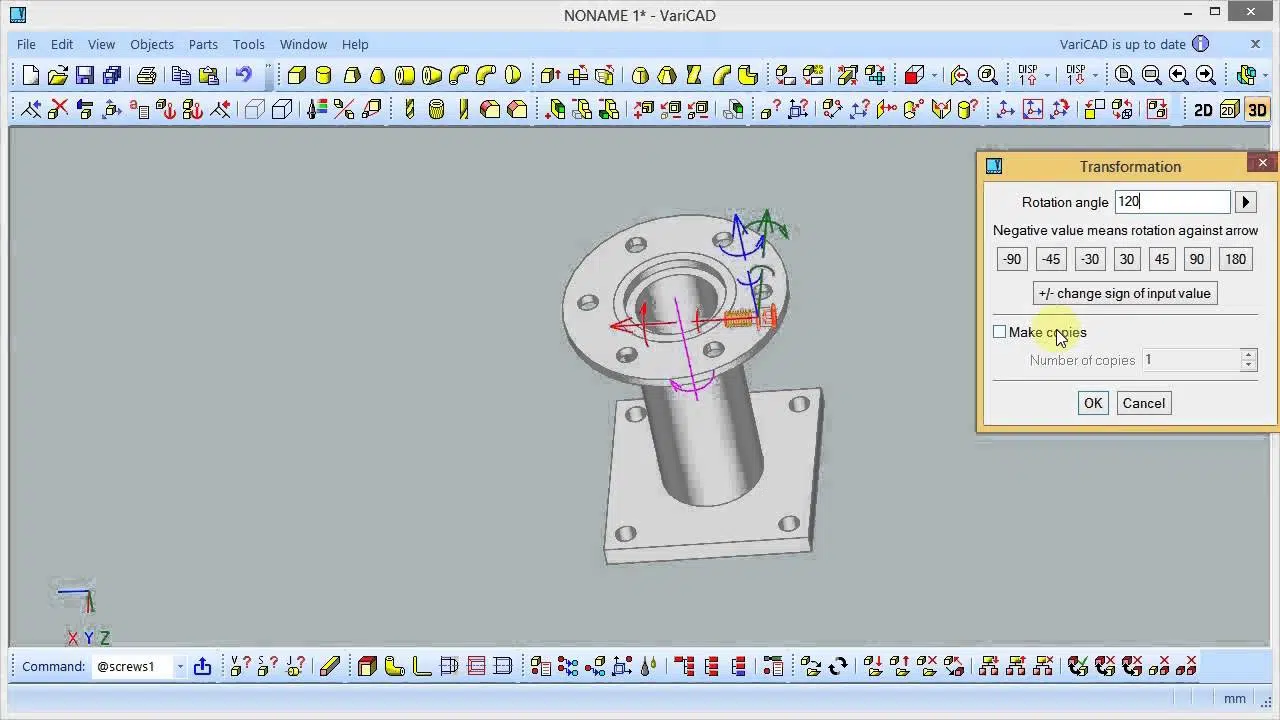 NONAME 1* - VariCAD
File Edit View Objects Parts Tools Window Help VariCAD is up to date
DISP DISP
2D 2D 3D
Transformation
Rotation angle 120
Negative value means rotation against arrow
-90 -45 -30 30 45 90 180
+/- change sign of input value
Make copies
Number of copies 1
OK Cancel
X Y Z
Command: @screws1
mm